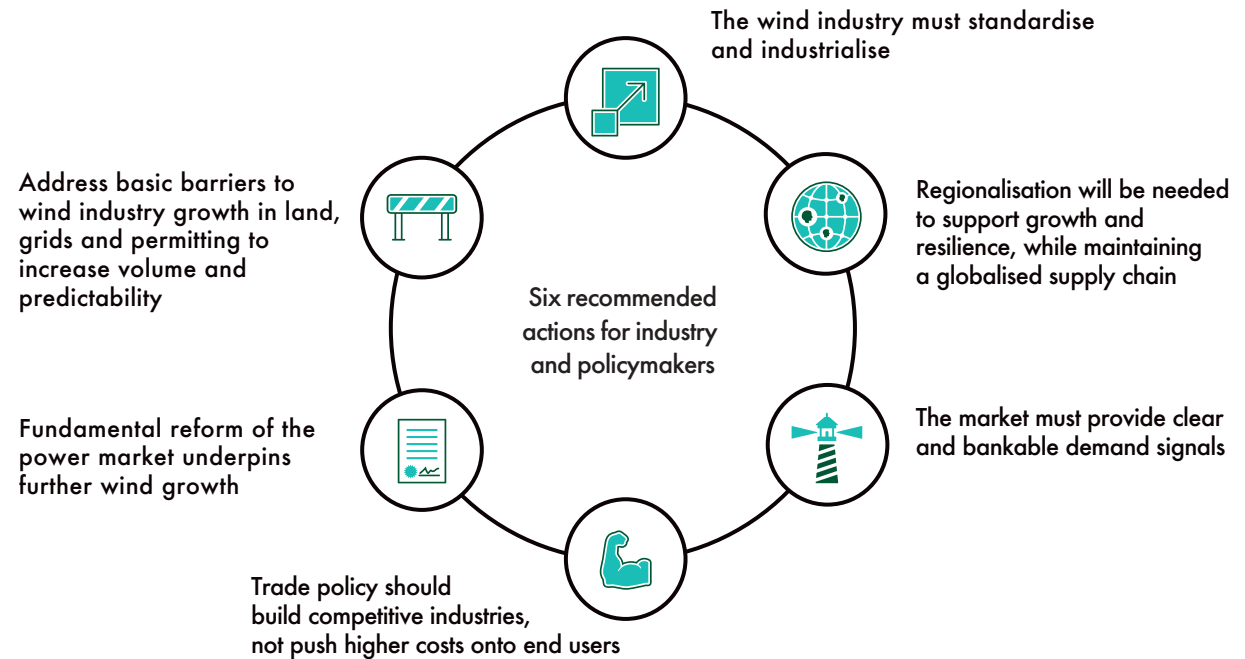 The wind industry must standardise
and industrialise
Regionalisation will be needed
to support growth and
resilience, while maintaining
a globalised supply chain
The market must provide clear
and bankable demand signals
Trade policy should
build competitive industries,
not push higher costs onto end users
Fundamental reform of the
power market underpins
further wind growth
Address basic barriers to
wind industry growth in land,
grids and permitting to
increase volume and
predictability
Six recommended
actions for industry
and policymakers